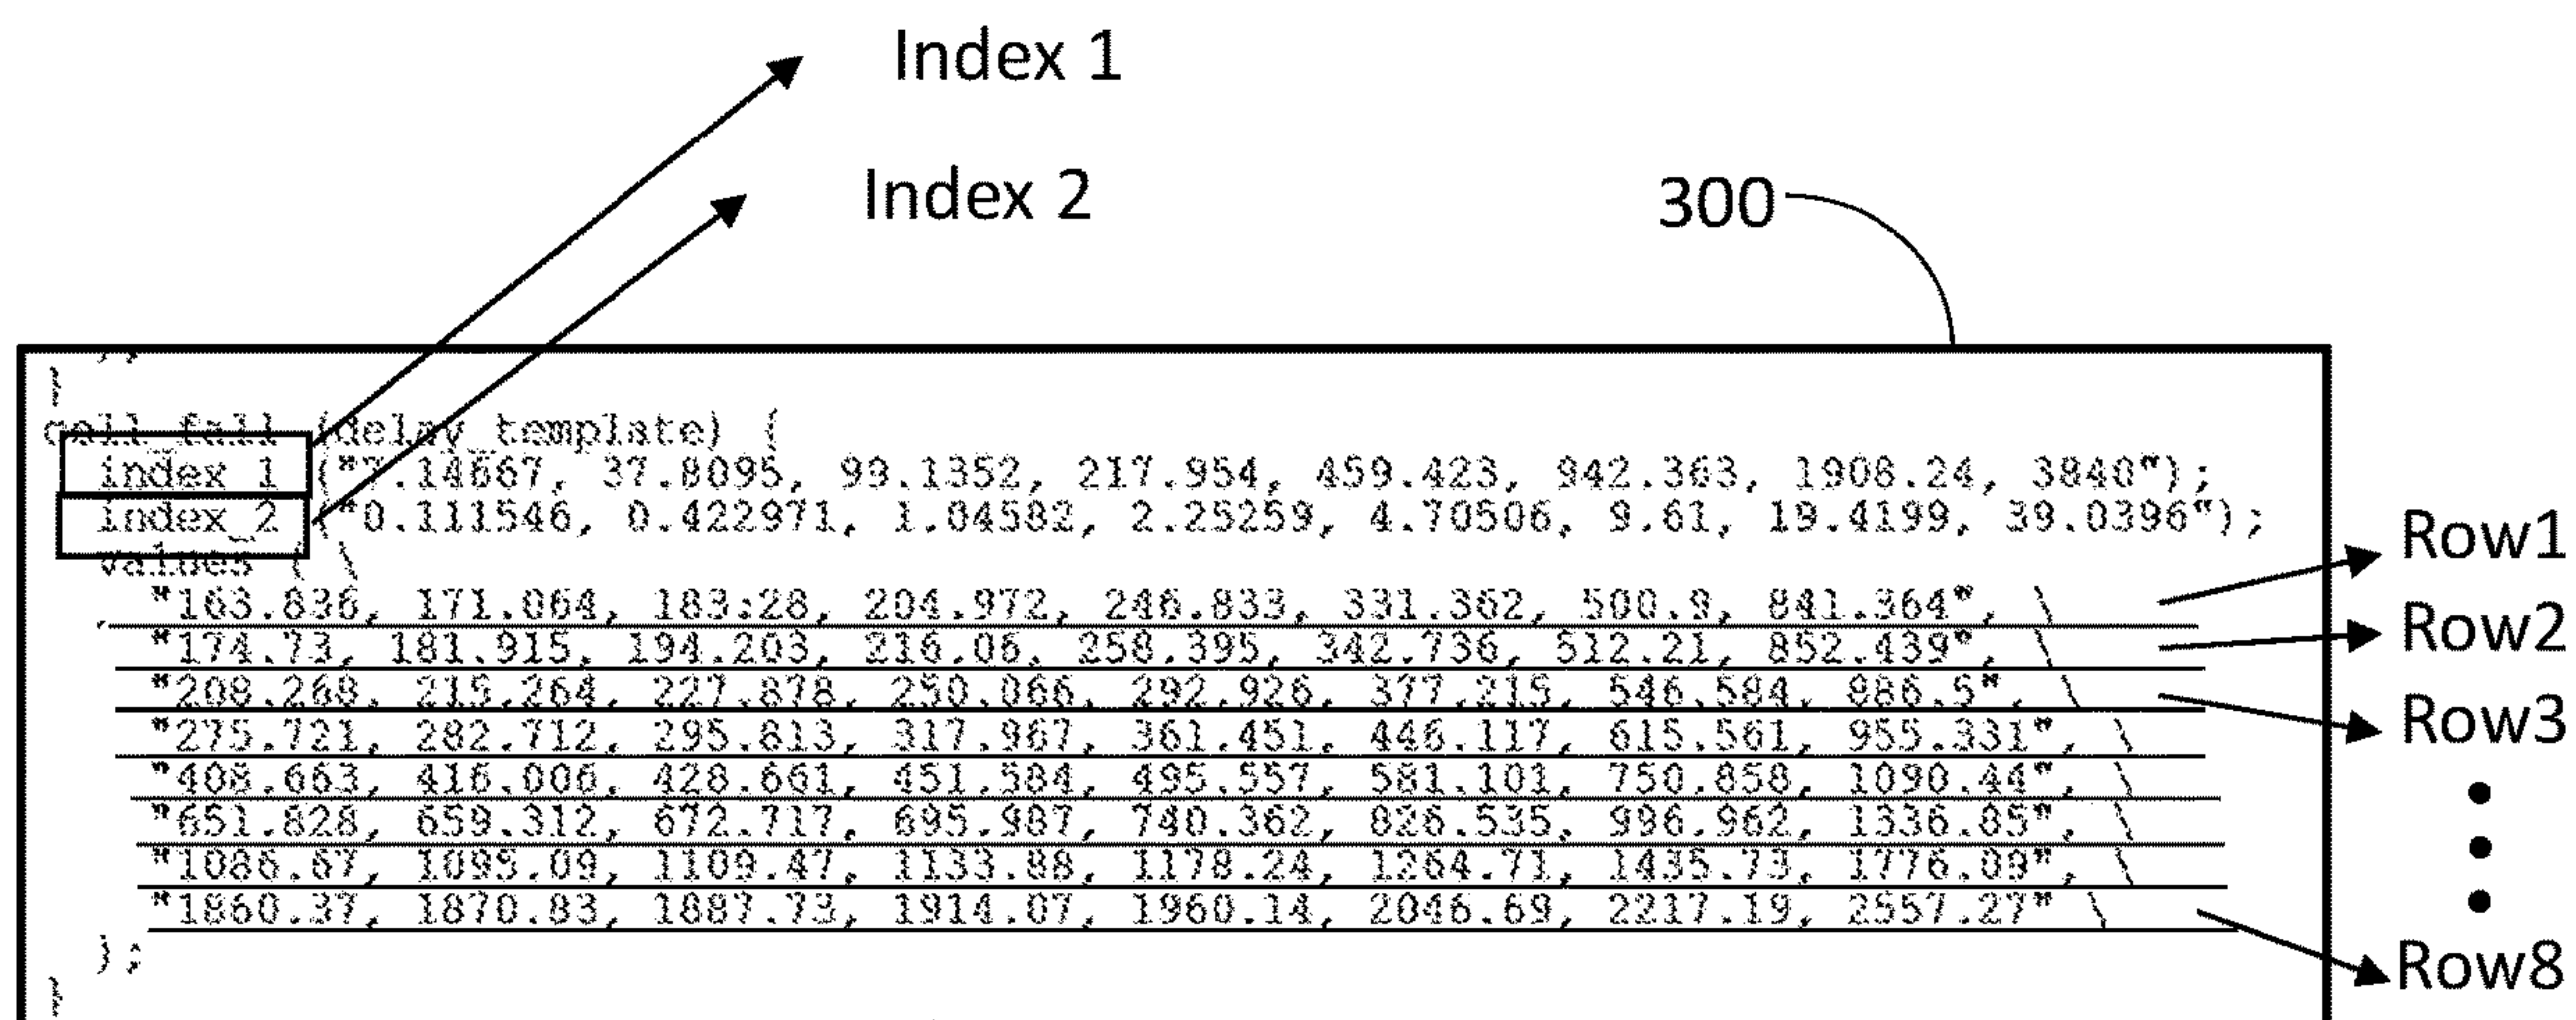 Index 1
Index 2
300
);
}
cell_fall (delay_template) {
index_1 ("7.14667, 37.8095, 99.1352, 217.954, 459.423, 942.363, 1908.24, 3840");
index_2 ("0.111546, 0.422971, 1.04582, 2.25259, 4.70506, 9.61, 19.4199, 39.0396");
values ( \
"163.836, 171.064, 183.28, 204.972, 246.833, 331.362, 500.9, 841.364", \
Row1
"174.73, 181.915, 194.203, 216.06, 258.395, 342.736, 512.21, 852.439", \
Row2
"208.268, 215.264, 227.878, 250.066, 292.926, 377.215, 546.584, 886.5", \
Row3
"275.721, 282.712, 295.813, 317.967, 361.451, 446.117, 615.561, 955.331", \
"408.663, 416.006, 428.661, 451.584, 495.557, 581.101, 750.858, 1090.44", \
"651.828, 659.312, 672.717, 695.987, 740.362, 826.535, 996.962, 1336.85", \
"1086.67, 1095.09, 1109.47, 1133.88, 1178.24, 1264.71, 1435.73, 1776.09", \
"1860.37, 1870.83, 1887.73, 1914.07, 1960.14, 2046.69, 2217.19, 2557.27" \
Row8
);
}